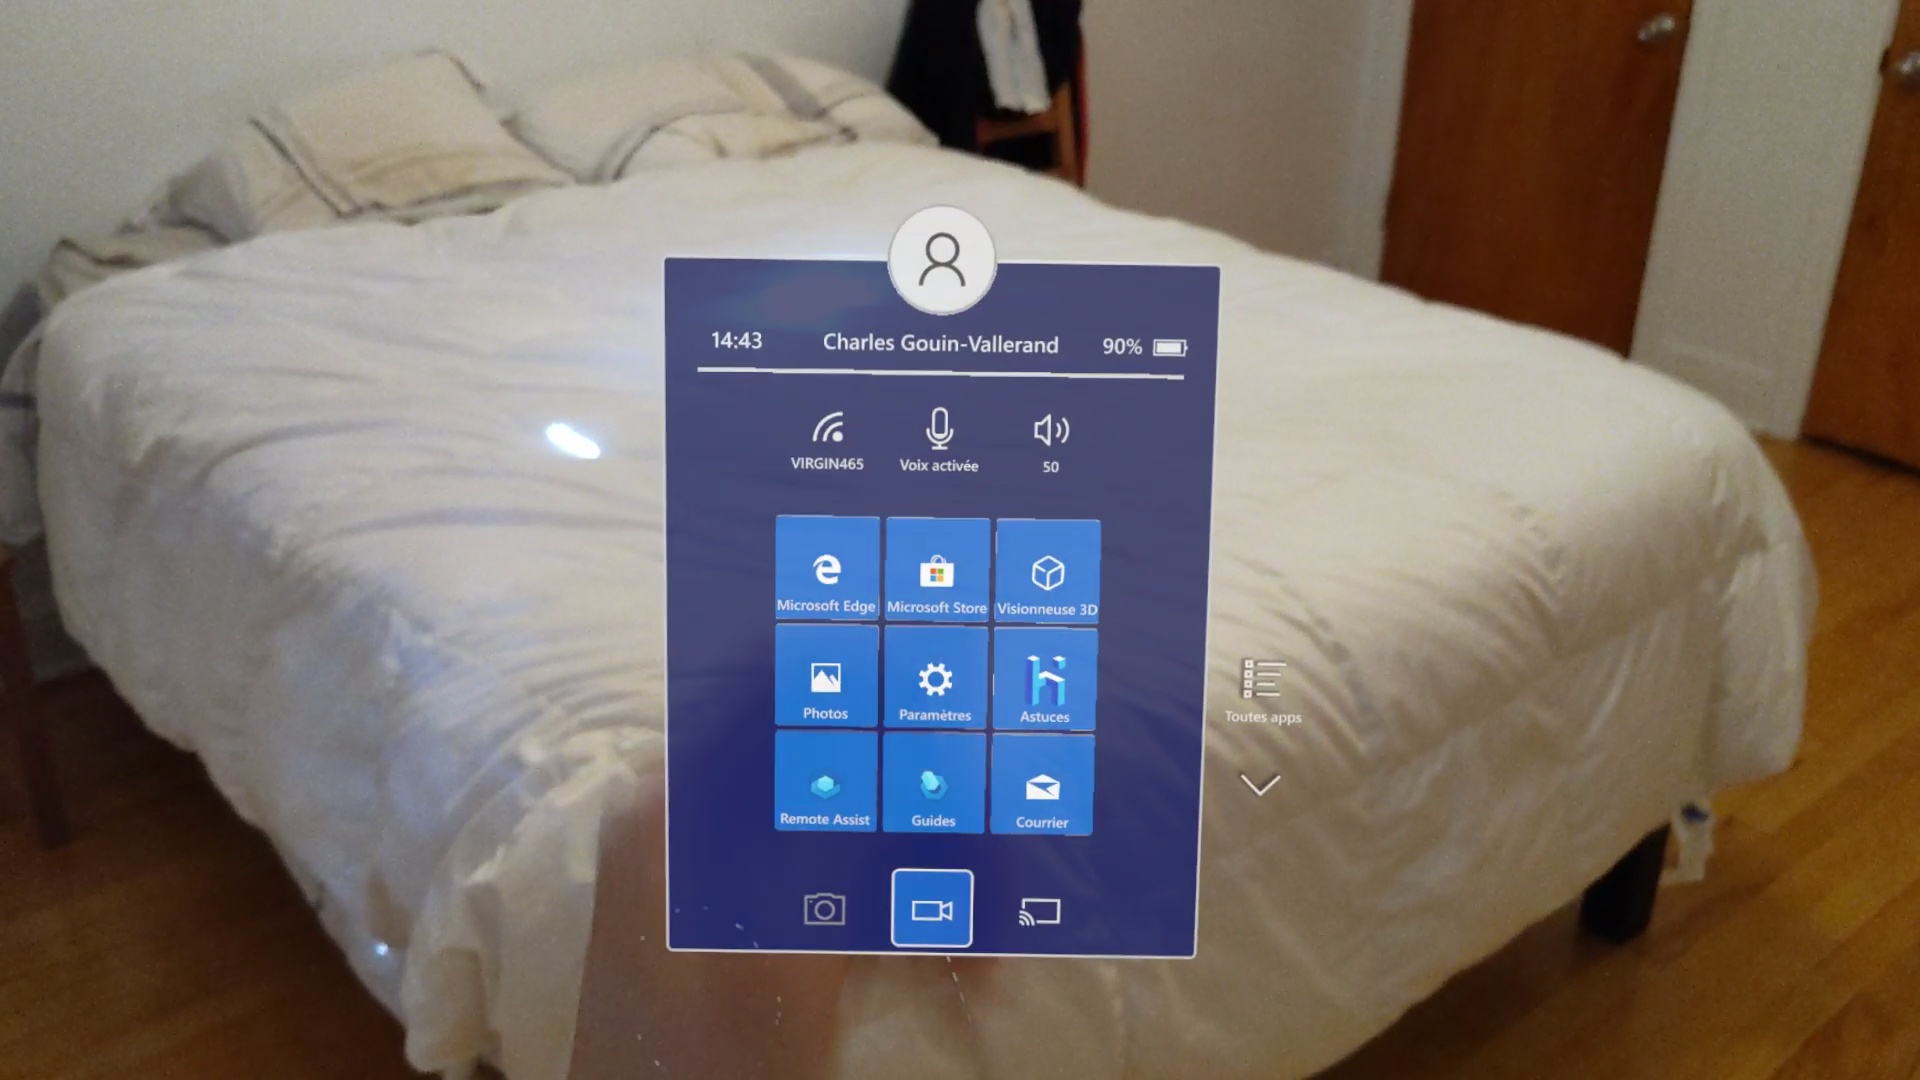 14:43 Charles Gouin-Vallerand 90%
VIRGIN465 Voix activée 50
Microsoft Edge Microsoft Store Visionneuse 3D
Photos Paramètres Astuces
Toutes apps
Remote Assist Guides Courrier